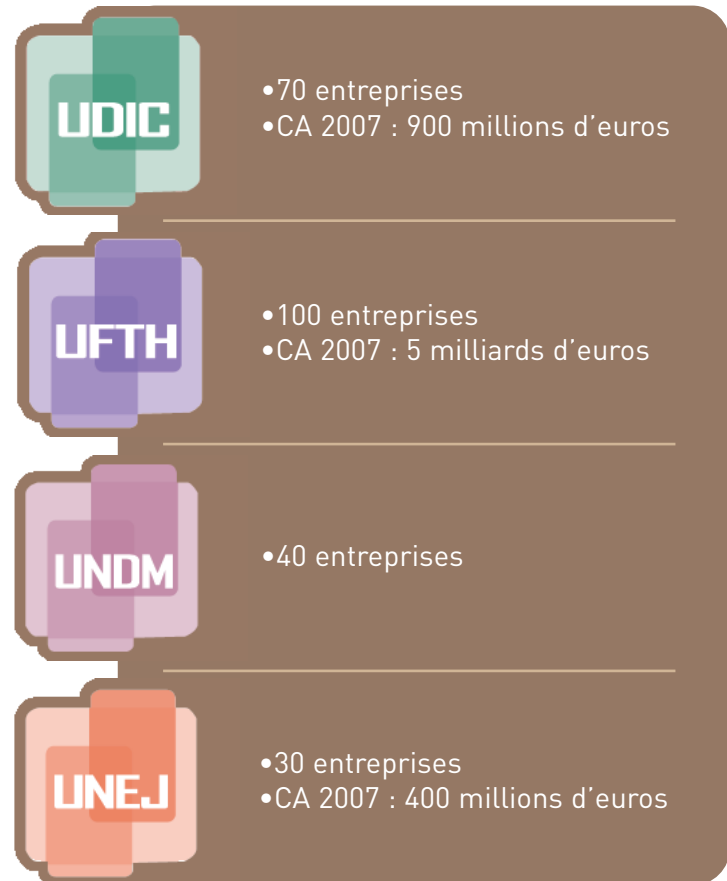 UDIC
•70 entreprises
•CA 2007 : 900 millions d'euros
UFTH
•100 entreprises
•CA 2007 : 5 milliards d'euros
UNDM
•40 entreprises
UNEJ
•30 entreprises
•CA 2007 : 400 millions d'euros